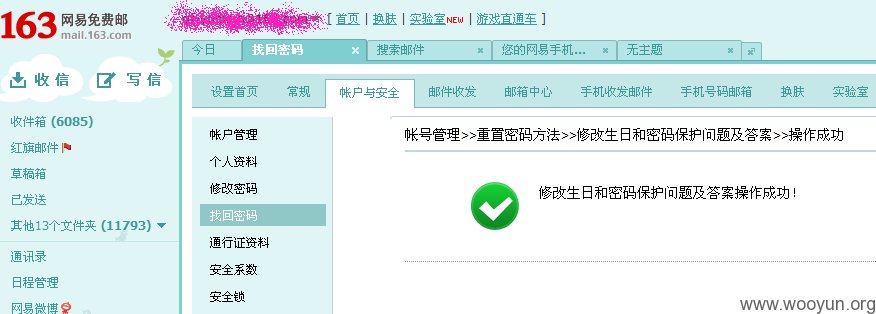 163 网易免费邮
mail.163.com
[ 首页 | 换肤 | 实验室NEW | 游戏直通车 ]
今日 找回密码 × 搜索邮件 × 您的网易手机... × 无主题 ×
收信 写信
设置首页 常规 帐户与安全 邮件收发 邮箱中心 手机收发邮件 手机号码邮箱 换肤 实验室
收件箱 (6085)
红旗邮件
草稿箱
已发送
其他13个文件夹 (11793)
通讯录
日程管理
网易微博
帐户管理
个人资料
修改密码
找回密码
通行证资料
安全系数
安全锁
帐号管理>>重置密码方法>>修改生日和密码保护问题及答案>>操作成功
修改生日和密码保护问题及答案操作成功！
www.wooyun.org